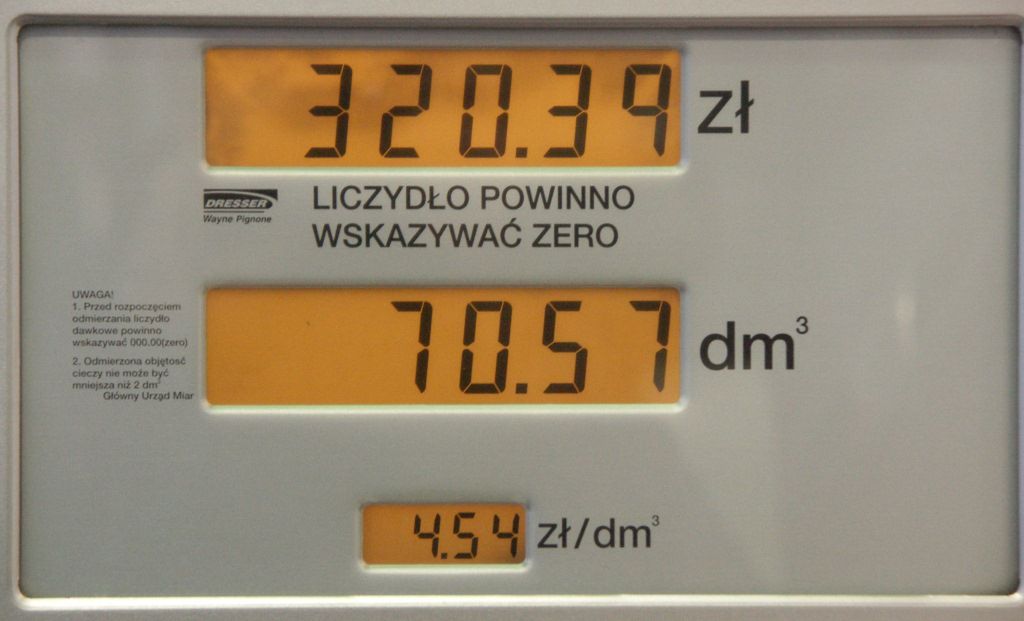 320.39 zł
DRESSER
Wayne Pignone
LICZYDŁO POWINNO
WSKAZYWAĆ ZERO
UWAGA!
1. Przed rozpoczęciem
odmierzania liczydło
dawkowe powinno
wskazywać 000.00(zero)
2. Odmierzona objętość
cieczy nie może być
mniejsza niż 2 dm³
Główny Urząd Miar
70.57 dm³
4.54 zł/dm³